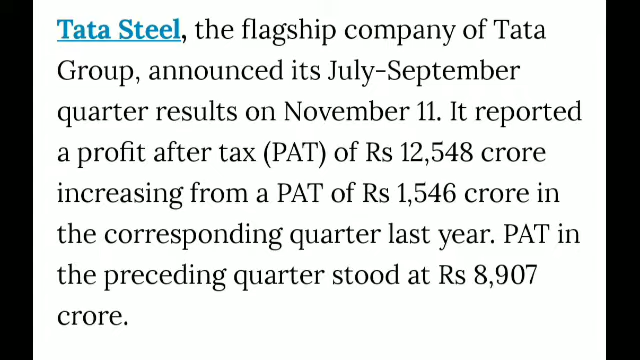 Tata Steel, the flagship company of Tata
Group, announced its July-September
quarter results on November 11. It reported
a profit after tax (PAT) of Rs 12,548 crore
increasing from a PAT of Rs 1,546 crore in
the corresponding quarter last year. PAT in
the preceding quarter stood at Rs 8,907
crore.